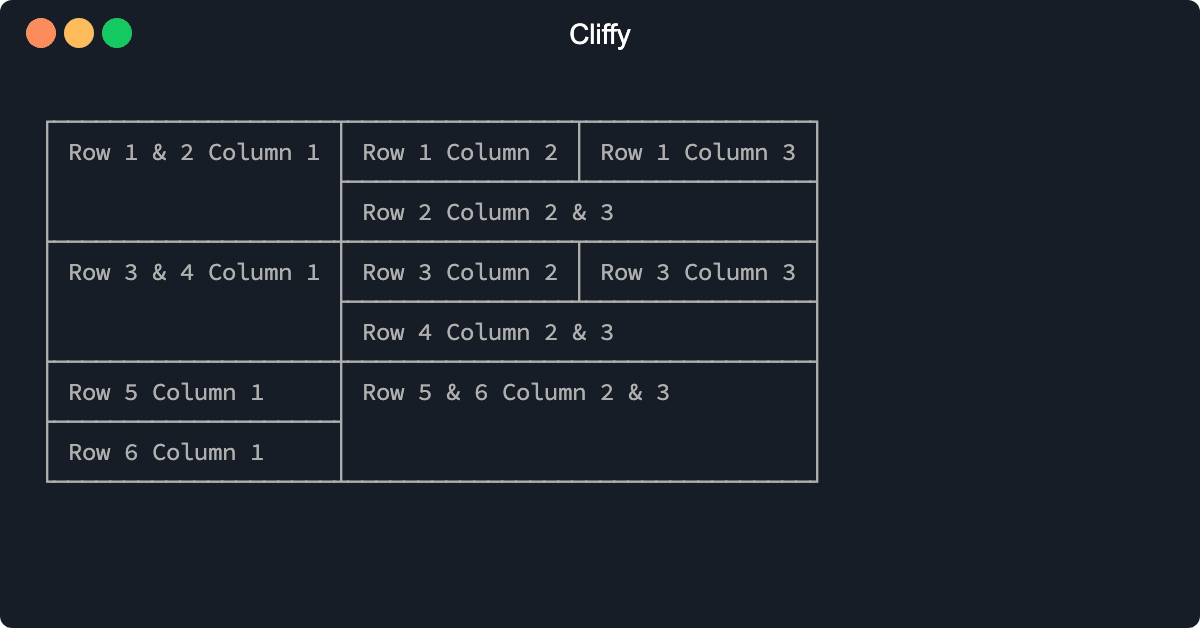 Cliffy
Row 1 & 2 Column 1 Row 1 Column 2 Row 1 Column 3
Row 2 Column 2 & 3
Row 3 & 4 Column 1 Row 3 Column 2 Row 3 Column 3
Row 4 Column 2 & 3
Row 5 Column 1 Row 5 & 6 Column 2 & 3
Row 6 Column 1